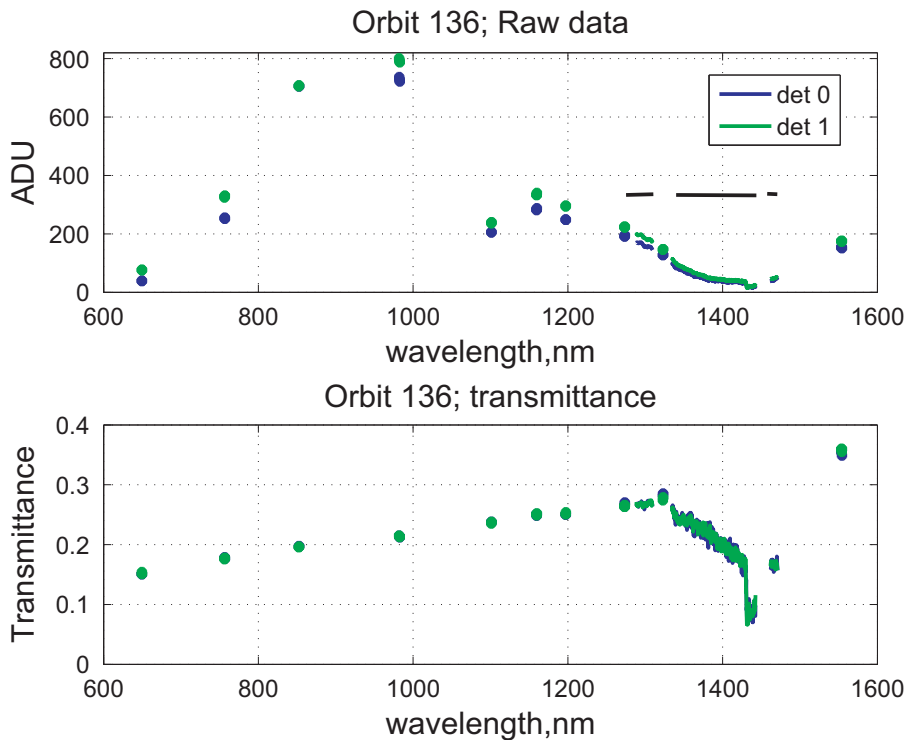 Orbit 136; Raw data
800
600
400
200
0
ADU
det 0
det 1
600 800 1000 1200 1400 1600
wavelength,nm
Orbit 136; transmittance
0.4
0.3
0.2
0.1
0
Transmittance
600 800 1000 1200 1400 1600
wavelength,nm